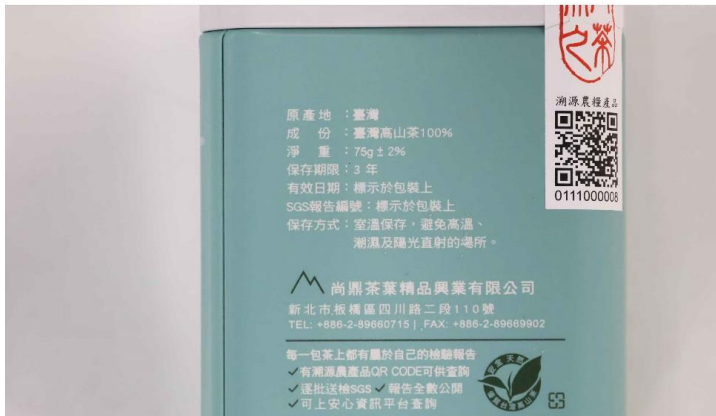 茶
溯源農糧產品
0111000008
原產地：臺灣
成份：臺灣高山茶100%
淨重：75g ± 2%
保存期限：3 年
有效日期：標示於包裝上
SGS報告編號：標示於包裝上
保存方式：室溫保存，避免高溫、
潮濕及陽光直射的場所。
尚鼎茶葉精品興業有限公司
新北市板橋區四川路二段110號
TEL: +886-2-89660715 | FAX: +886-2-89669902
每一包茶上都有屬於自己的檢驗報告
✓有溯源農產品QR CODE可供查詢
✓逐批送檢SGS ✓報告全數公開
✓可上安心資訊平台查詢